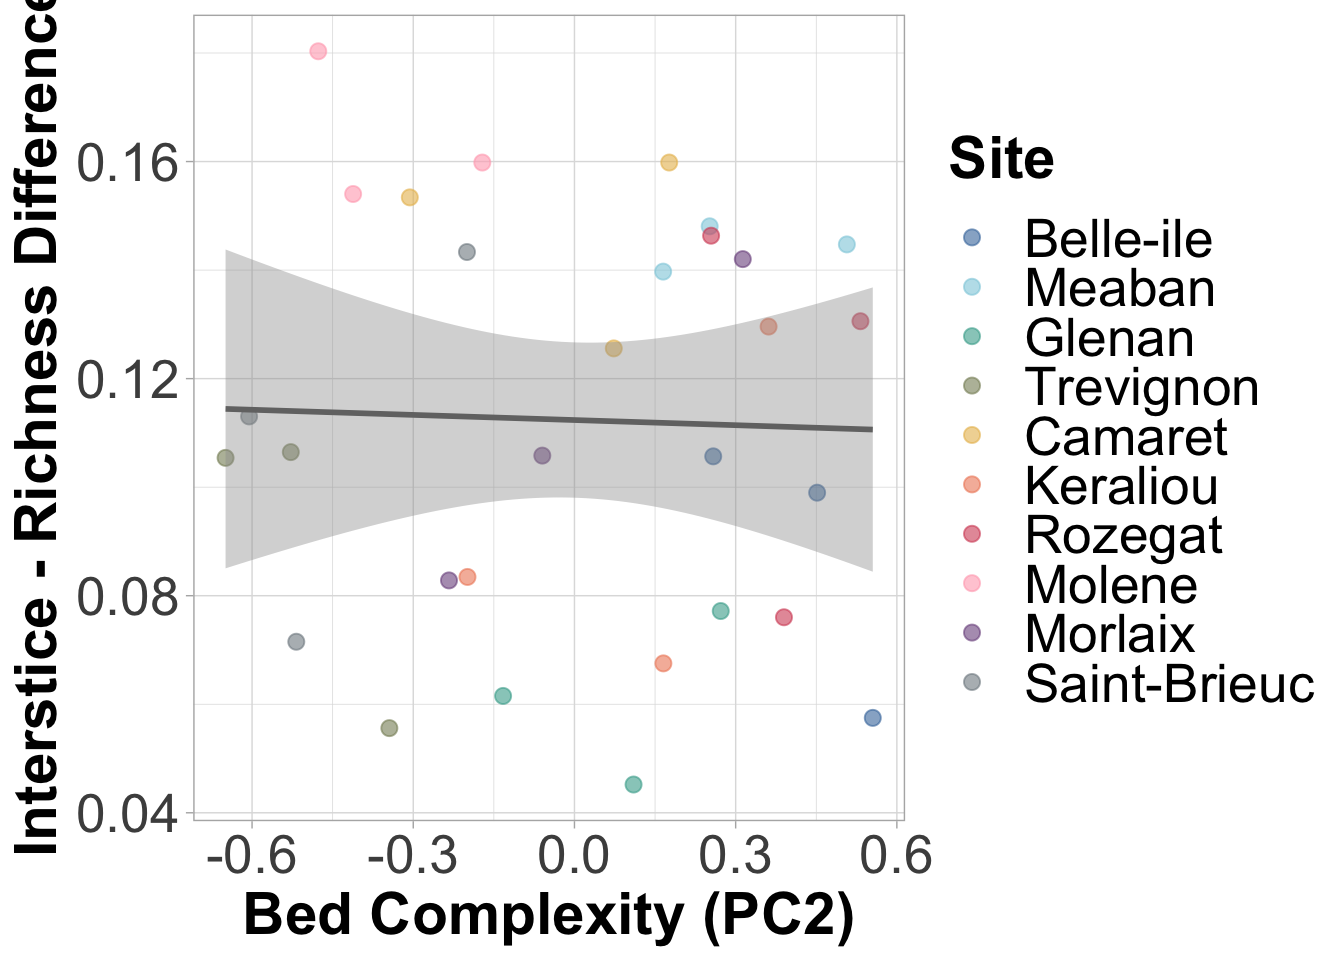 Interstice - Richness Difference
0.16
0.12
0.08
0.04
-0.6 -0.3 0.0 0.3 0.6
Bed Complexity (PC2)
Site
Belle-ile
Meaban
Glenan
Trevignon
Camaret
Keraliou
Rozegat
Molene
Morlaix
Saint-Brieuc